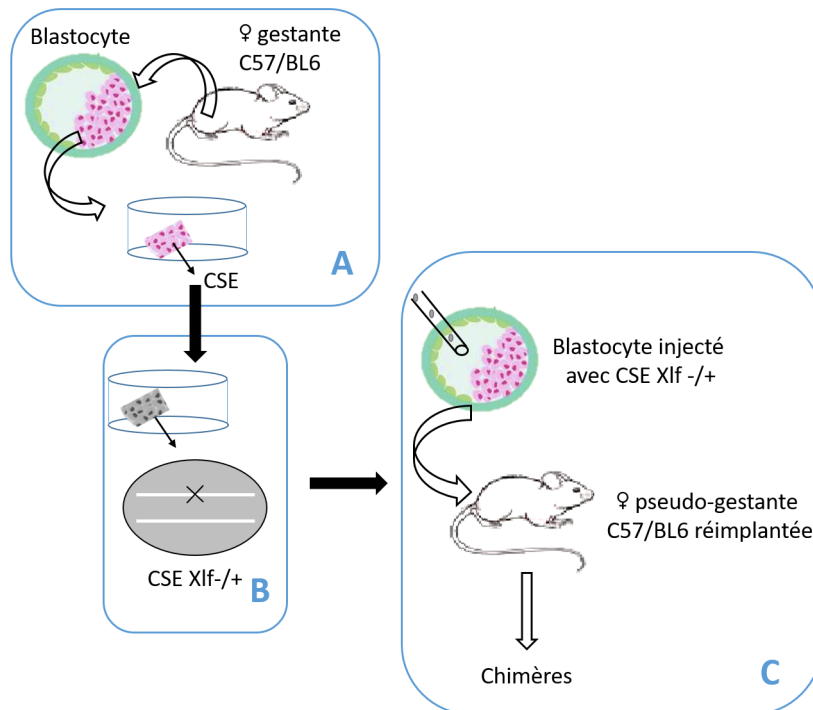 Blastocyte
♀ gestante
C57/BL6
CSE
A
CSE Xlf-/+
B
Blastocyte injecté
avec CSE Xlf -/+
♀ pseudo-gestante
C57/BL6 réimplantée
Chimères
C